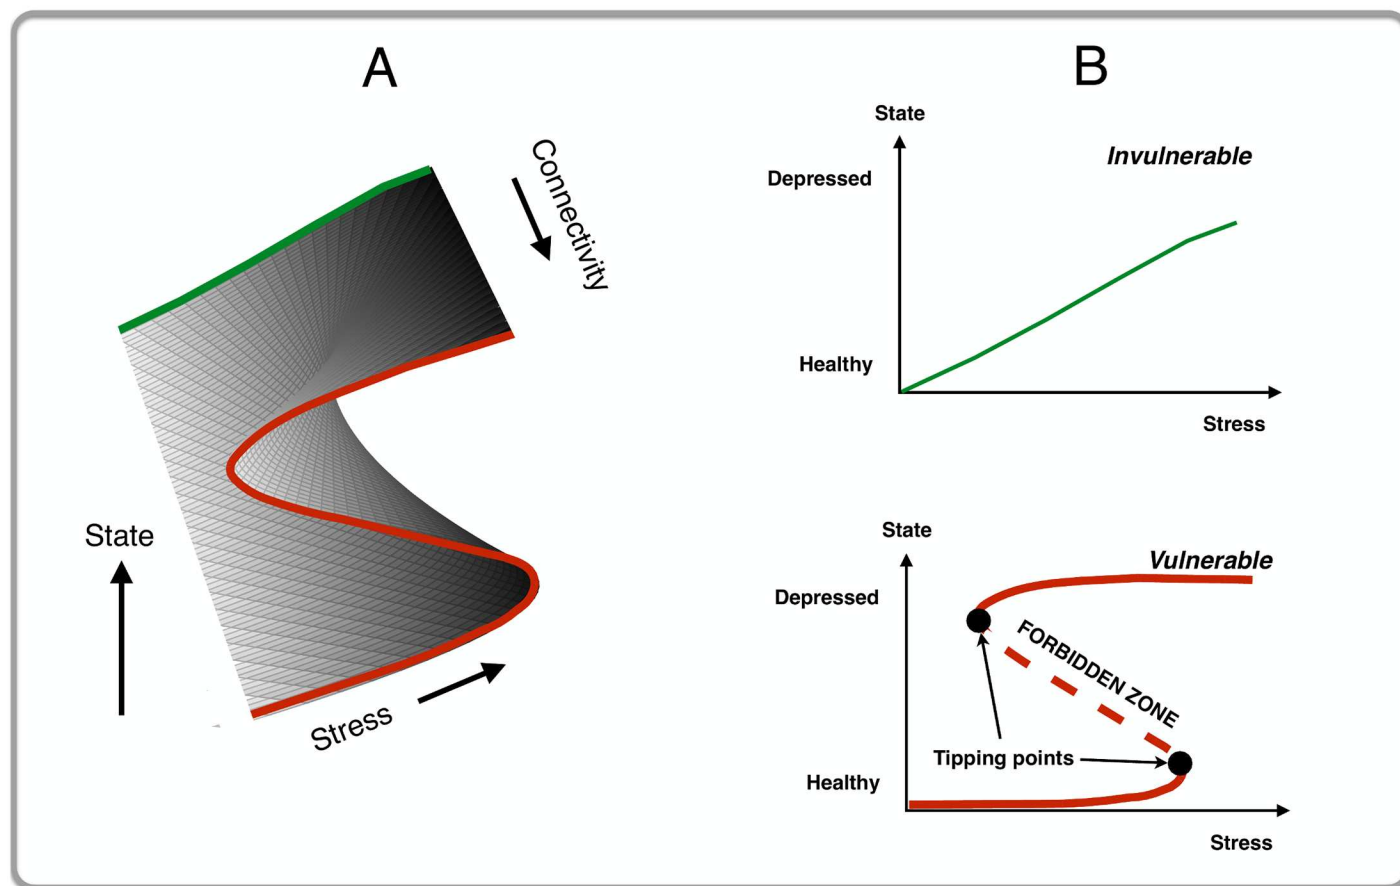 A
Connectivity
State
Stress
B
State
Invulnerable
Depressed
Healthy
Stress
State
Vulnerable
Depressed
FORBIDDEN ZONE
Tipping points
Healthy
Stress